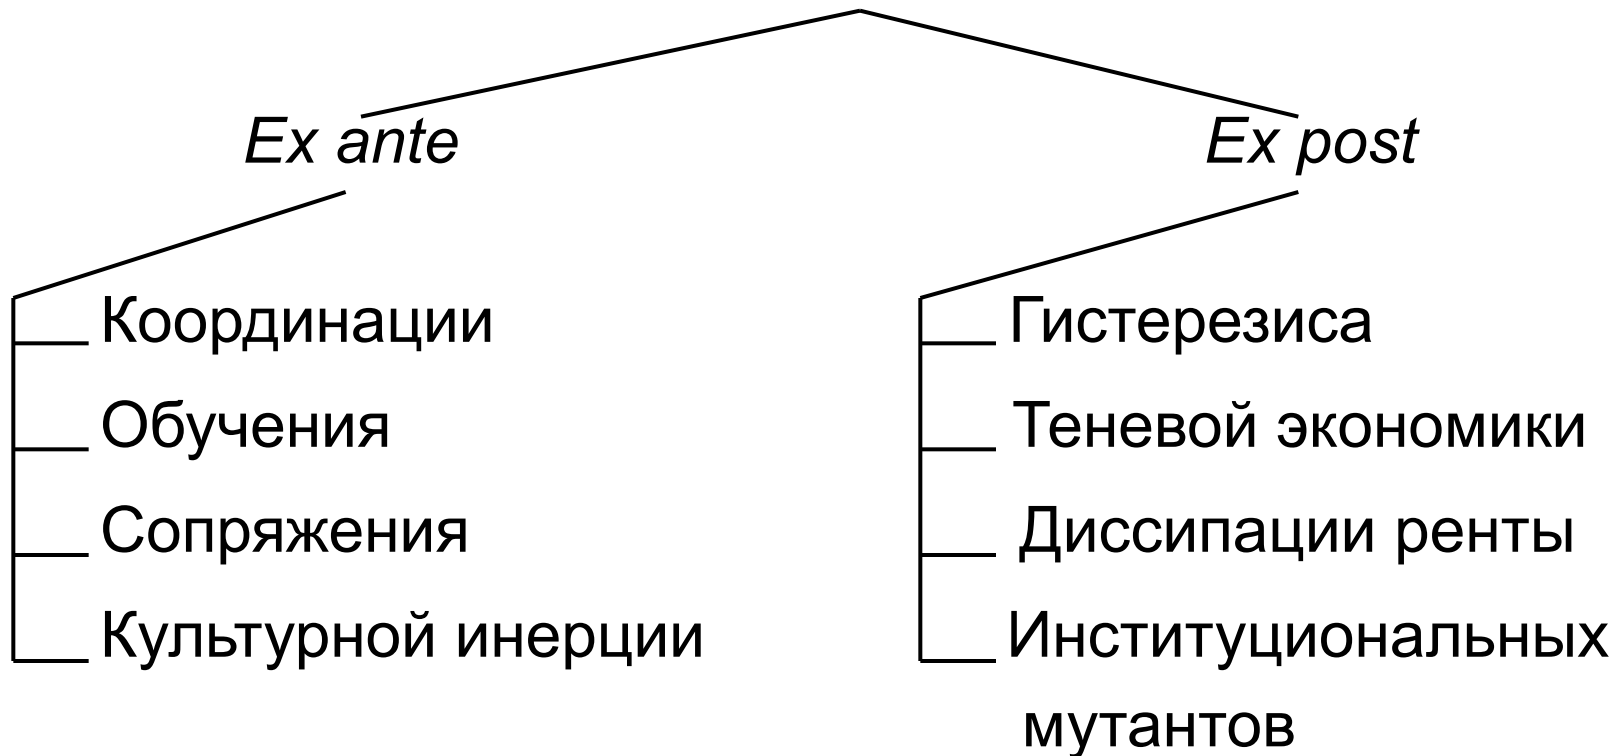 Ex ante
Координации
Обучения
Сопряжения
Культурной инерции
Ex post
Гистерезиса
Теневой экономики
Диссипации ренты
Институциональных
мутантов